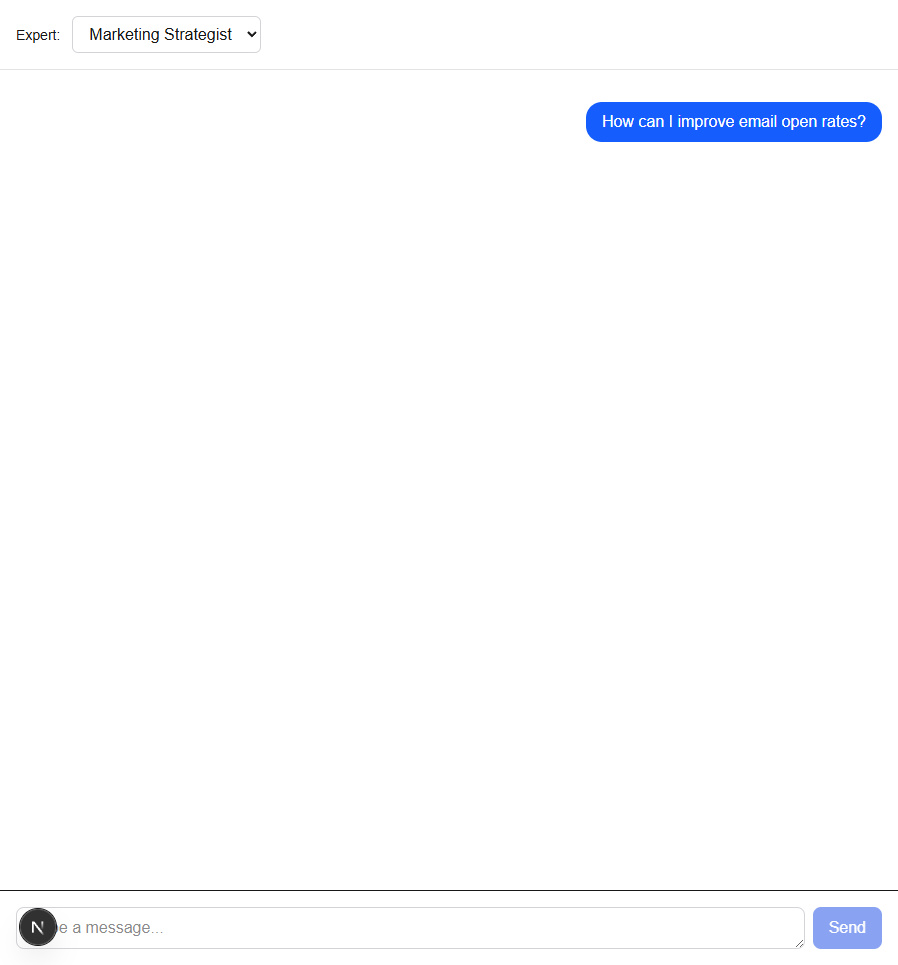 Expert:
Marketing Strategist
How can I improve email open rates?
N
e a message...
Send